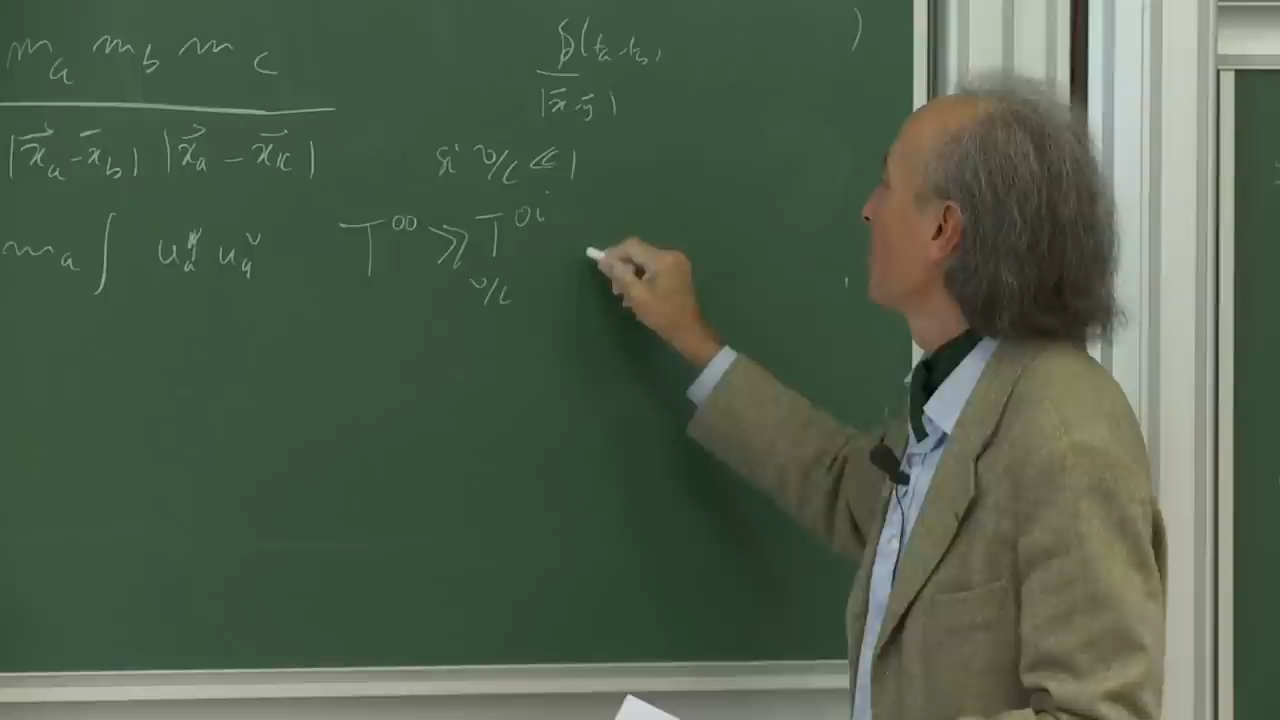 m_a m_b m_c
|x⃗_a - x̄_b| |x⃗_a - x⃗_c|
δ(t_a - t_b)
|x̄ - ȳ|
)
si v/c ≪ 1
m_a ∫ u_a^μ u_a^ν T^00 ≫ T^0i
v/c